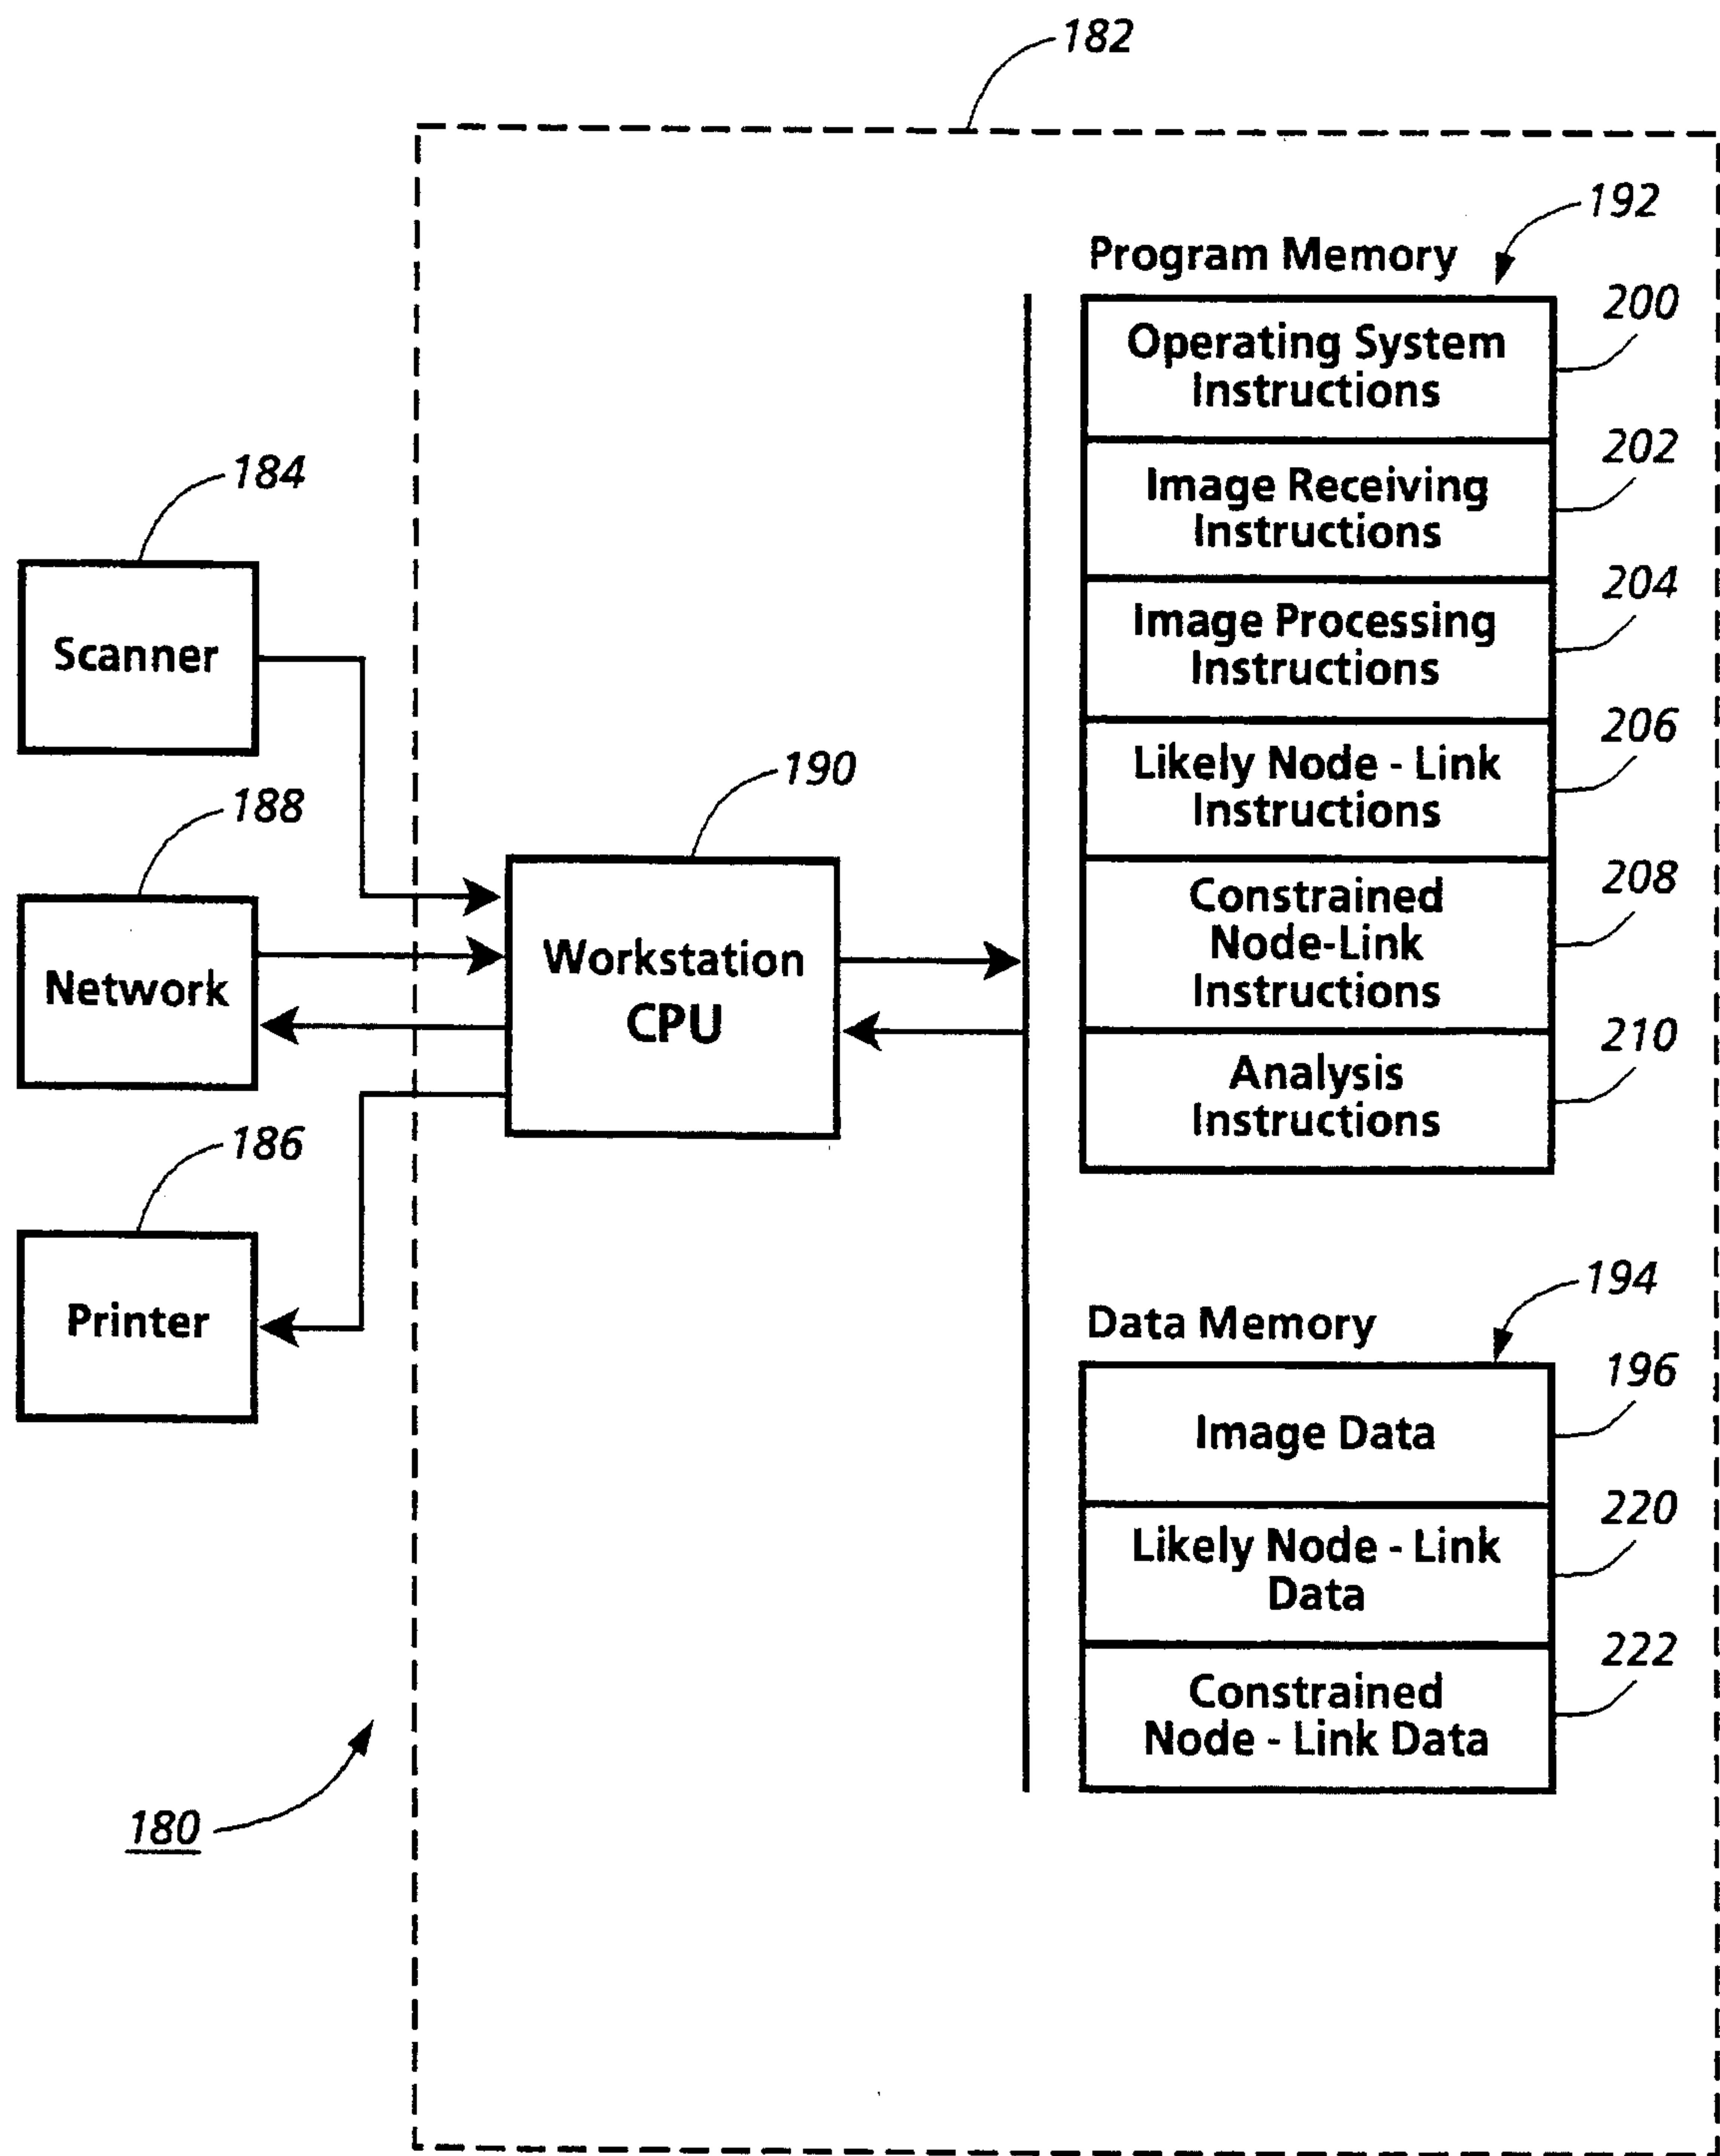 182
192
Program Memory
200
Operating System
Instructions
202
Image Receiving
Instructions
204
Image Processing
Instructions
206
Likely Node - Link
Instructions
208
Constrained
Node-Link
Instructions
210
Analysis
Instructions
184
Scanner
188
Network
186
Printer
190
Workstation
CPU
194
Data Memory
196
Image Data
220
Likely Node - Link
Data
222
Constrained
Node - Link Data
180